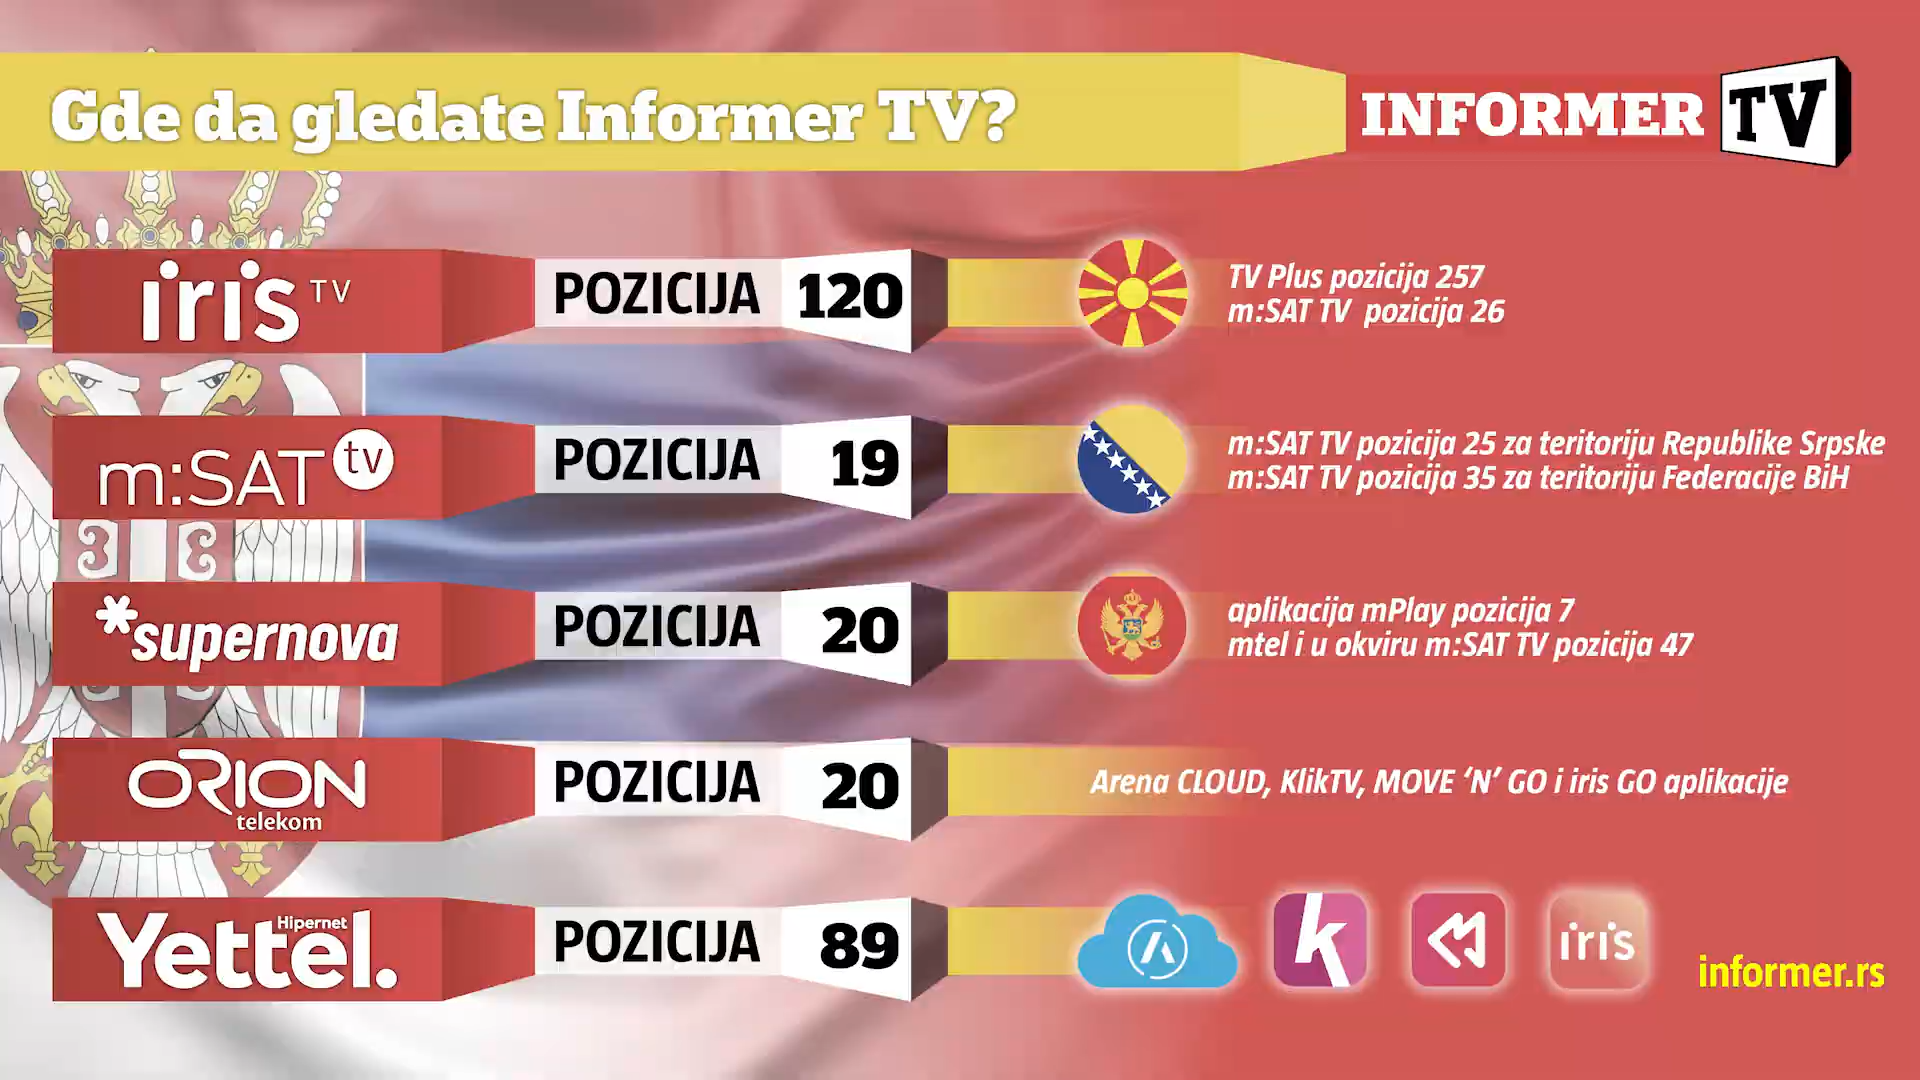 Gde da gledate Informer TV?
INFORMER TV
iris TV POZICIJA 120
TV Plus pozicija 257
m:SAT TV pozicija 26
m:SAT tv POZICIJA 19
m:SAT TV pozicija 25 za teritoriju Republike Srpske
m:SAT TV pozicija 35 za teritoriju Federacije BiH
*supernova POZICIJA 20
aplikacija mPlay pozicija 7
mtel i u okviru m:SAT TV pozicija 47
ORION
telekom
POZICIJA 20
Arena CLOUD, KlikTV, MOVE ‘N’ GO i iris GO aplikacije
Hipernet
Yettel.
POZICIJA 89
k
iris
informer.rs